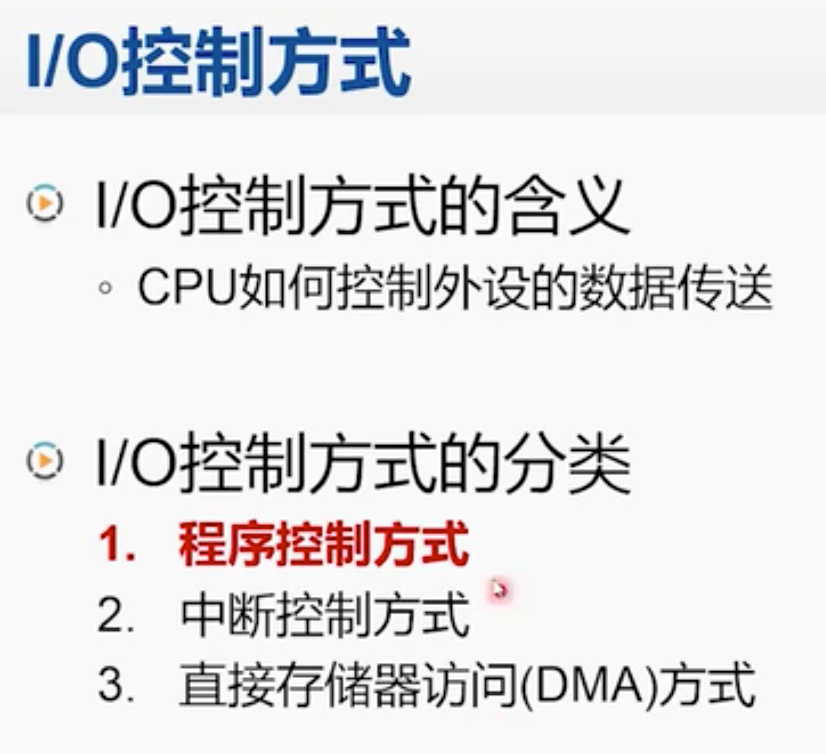 I/O控制方式
I/O控制方式的含义
CPU如何控制外设的数据传送
I/O控制方式的分类
1. 程序控制方式
2. 中断控制方式
3. 直接存储器访问(DMA)方式